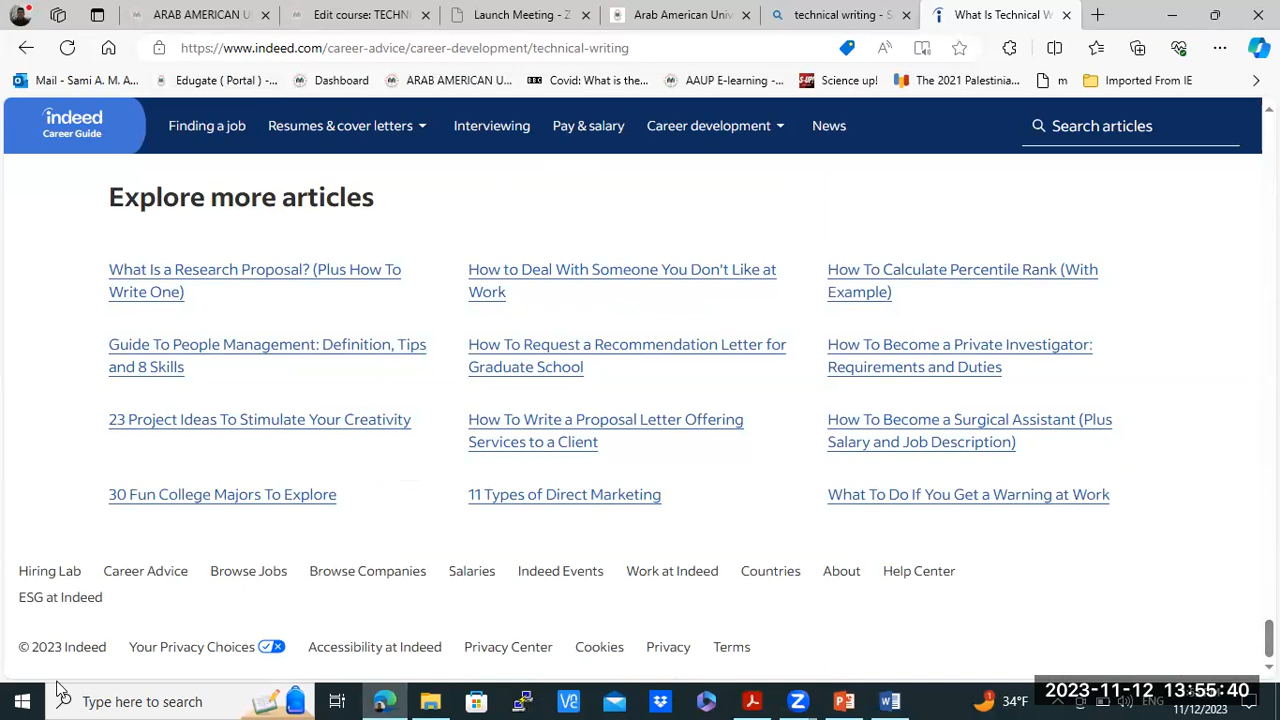 ARAB AMERICAN U
Edit course: TECHNI
Launch Meeting - Z
Arab American Univ
technical writing - S
What Is Technical W
https://www.indeed.com/career-advice/career-development/technical-writing
Mail - Sami A. M. A...
Edugate ( Portal ) -...
Dashboard
ARAB AMERICAN U...
BBC
Covid: What is the...
AAUP E-learning -...
Science up!
The 2021 Palestinia...
m
Imported From IE
indeed
Career Guide
Finding a job
Resumes & cover letters
Interviewing
Pay & salary
Career development
News
Search articles
Explore more articles
What Is a Research Proposal? (Plus How To
Write One)
How to Deal With Someone You Don't Like at
Work
How To Calculate Percentile Rank (With
Example)
Guide To People Management: Definition, Tips
and 8 Skills
How To Request a Recommendation Letter for
Graduate School
How To Become a Private Investigator:
Requirements and Duties
23 Project Ideas To Stimulate Your Creativity
How To Write a Proposal Letter Offering
Services to a Client
How To Become a Surgical Assistant (Plus
Salary and Job Description)
30 Fun College Majors To Explore
11 Types of Direct Marketing
What To Do If You Get a Warning at Work
Hiring Lab
Career Advice
Browse Jobs
Browse Companies
Salaries
Indeed Events
Work at Indeed
Countries
About
Help Center
ESG at Indeed
© 2023 Indeed
Your Privacy Choices
Accessibility at Indeed
Privacy Center
Cookies
Privacy
Terms
Type here to search
34°F
ENG
2023-11-12 13:55:40
11/12/2023